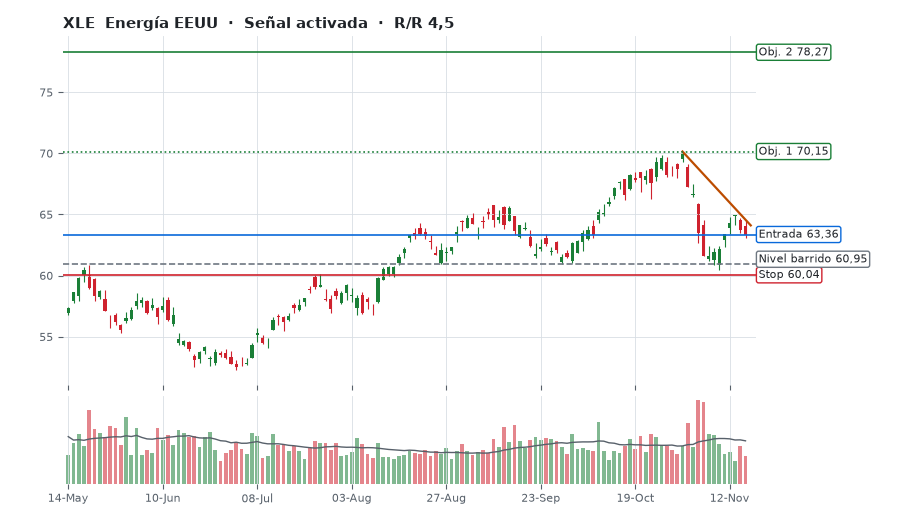 XLE Energía EEUU · Señal activada · R/R 4,5
Obj. 2 78,27
75
Obj. 1 70,15
70
65
Entrada 63,36
Nivel barrido 60,95
60
Stop 60,04
55
14-May 10-Jun 08-Jul 03-Aug 27-Aug 23-Sep 19-Oct 12-Nov